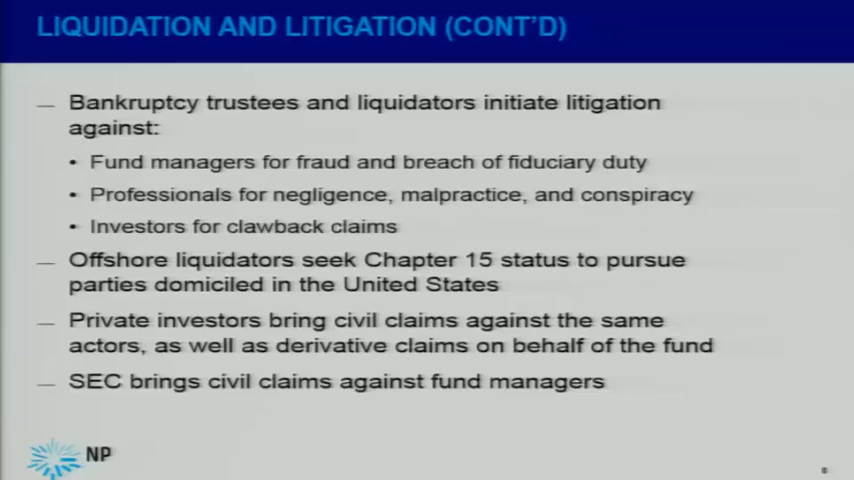 LIQUIDATION AND LITIGATION (CONT'D)
— Bankruptcy trustees and liquidators initiate litigation
against:
• Fund managers for fraud and breach of fiduciary duty
• Professionals for negligence, malpractice, and conspiracy
• Investors for clawback claims
— Offshore liquidators seek Chapter 15 status to pursue
parties domiciled in the United States
— Private investors bring civil claims against the same
actors, as well as derivative claims on behalf of the fund
— SEC brings civil claims against fund managers
NP